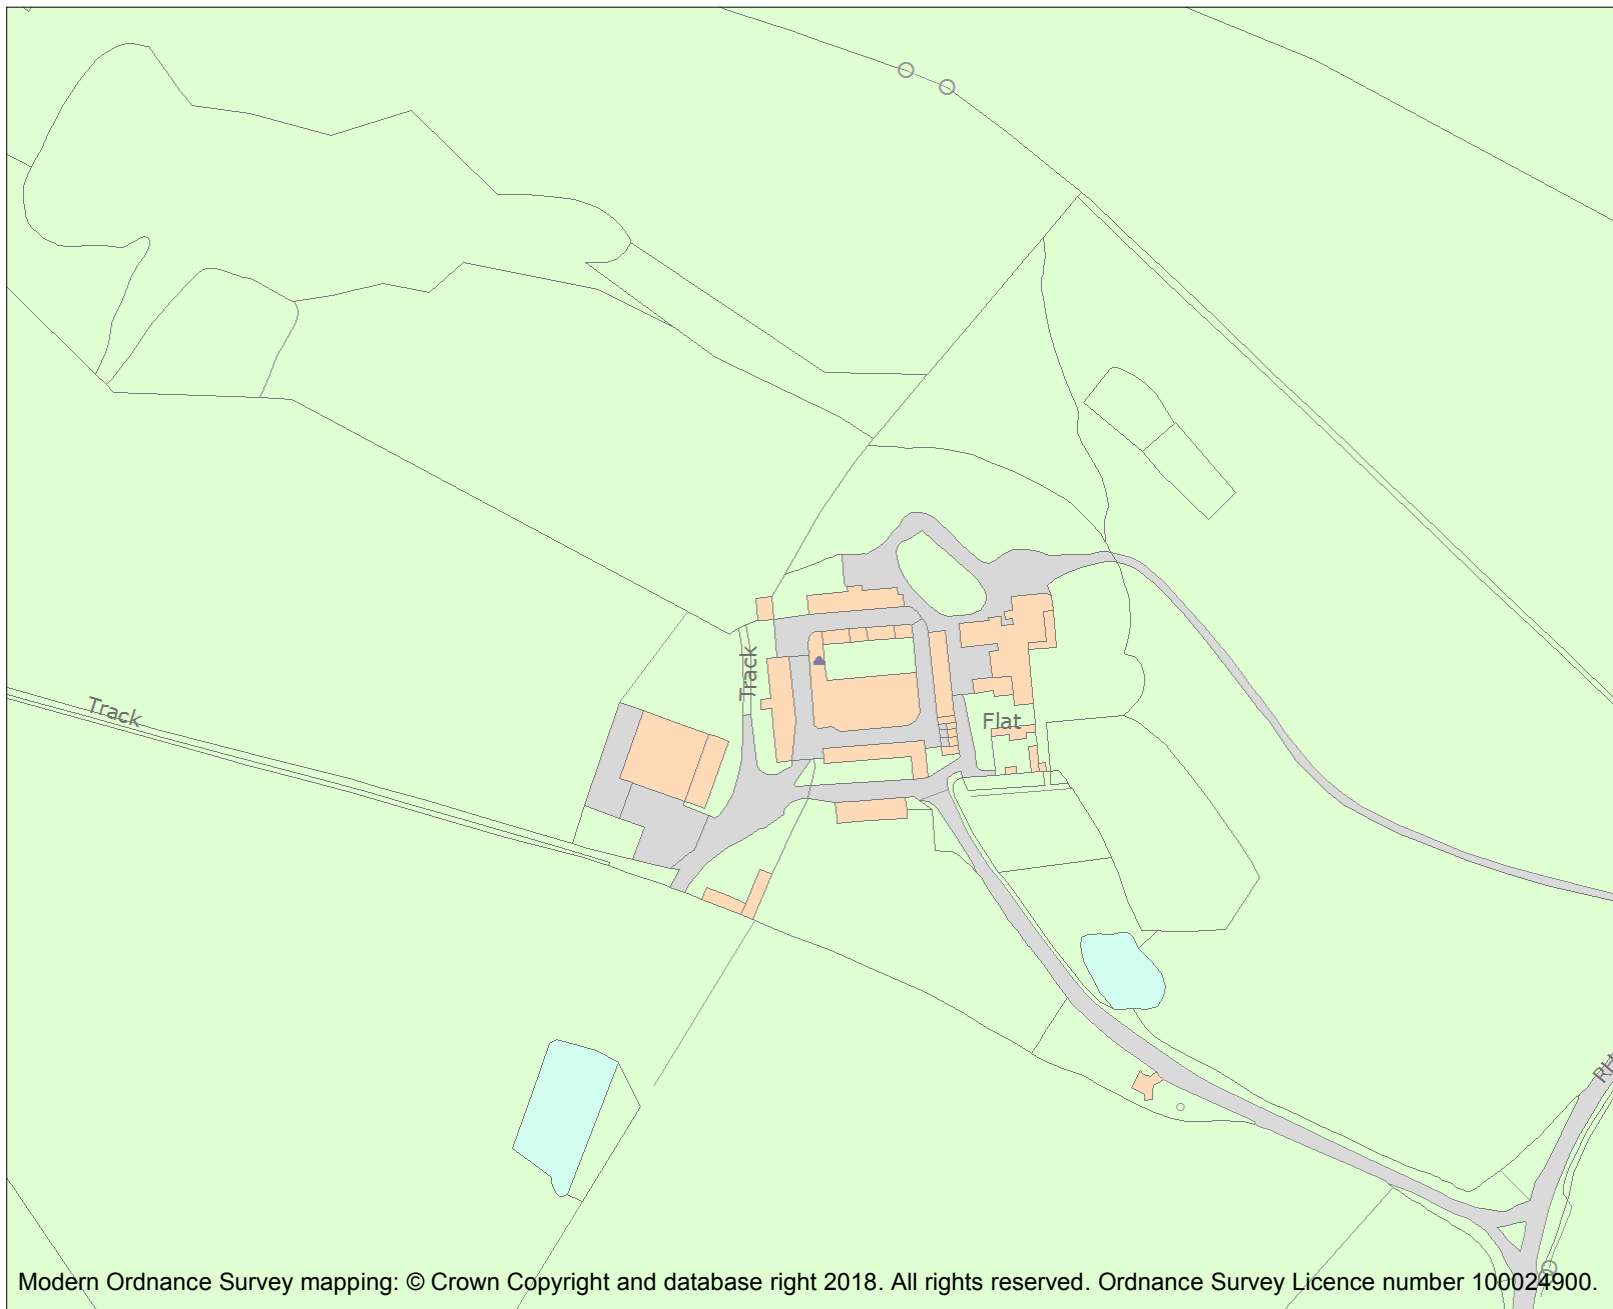 Track
Track
Flat
Modern Ordnance Survey mapping: © Crown Copyright and database right 2018. All rights reserved. Ordnance Survey Licence number 100024900.